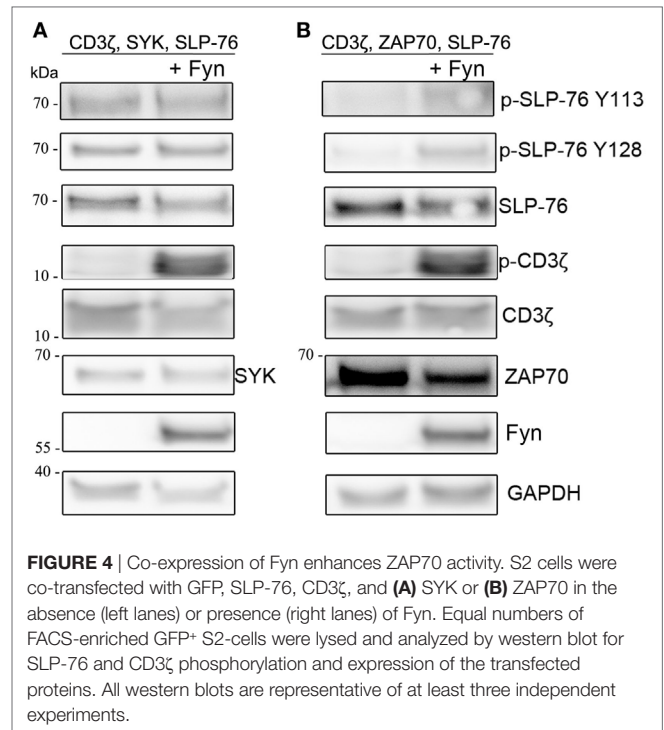 A B
CD3ζ, SYK, SLP-76 CD3ζ, ZAP70, SLP-76
kDa + Fyn + Fyn
70 - p-SLP-76 Y113
70 - p-SLP-76 Y128
70 - SLP-76
p-CD3ζ
10 -
CD3ζ
10 -
70 - 70 -
SYK ZAP70
Fyn
55 -
40 -
GAPDH
FIGURE 4 | Co-expression of Fyn enhances ZAP70 activity. S2 cells were
co-transfected with GFP, SLP-76, CD3ζ, and (A) SYK or (B) ZAP70 in the
absence (left lanes) or presence (right lanes) of Fyn. Equal numbers of
FACS-enriched GFP⁺ S2-cells were lysed and analyzed by western blot for
SLP-76 and CD3ζ phosphorylation and expression of the transfected
proteins. All western blots are representative of at least three independent
experiments.